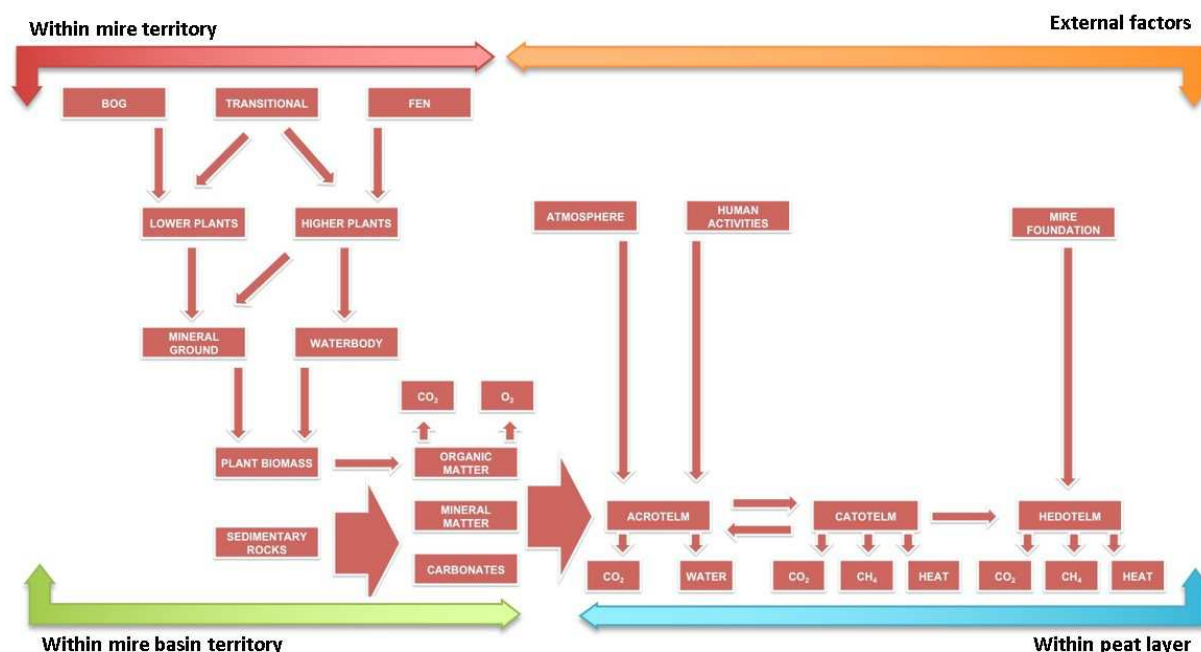 Within mire territory
External factors
BOG
TRANSITIONAL
FEN
LOWER PLANTS
HIGHER PLANTS
ATMOSPHERE
HUMAN
ACTIVITIES
MIRE
FOUNDATION
MINERAL
GROUND
WATERBODY
CO₂
O₂
PLANT BIOMASS
ORGANIC
MATTER
SEDIMENTARY
ROCKS
MINERAL
MATTER
CARBONATES
ACROTELM
CATOTELM
HEDOTELM
CO₂
WATER
CO₂
CH₄
HEAT
CO₂
CH₄
HEAT
Within mire basin territory
Within peat layer